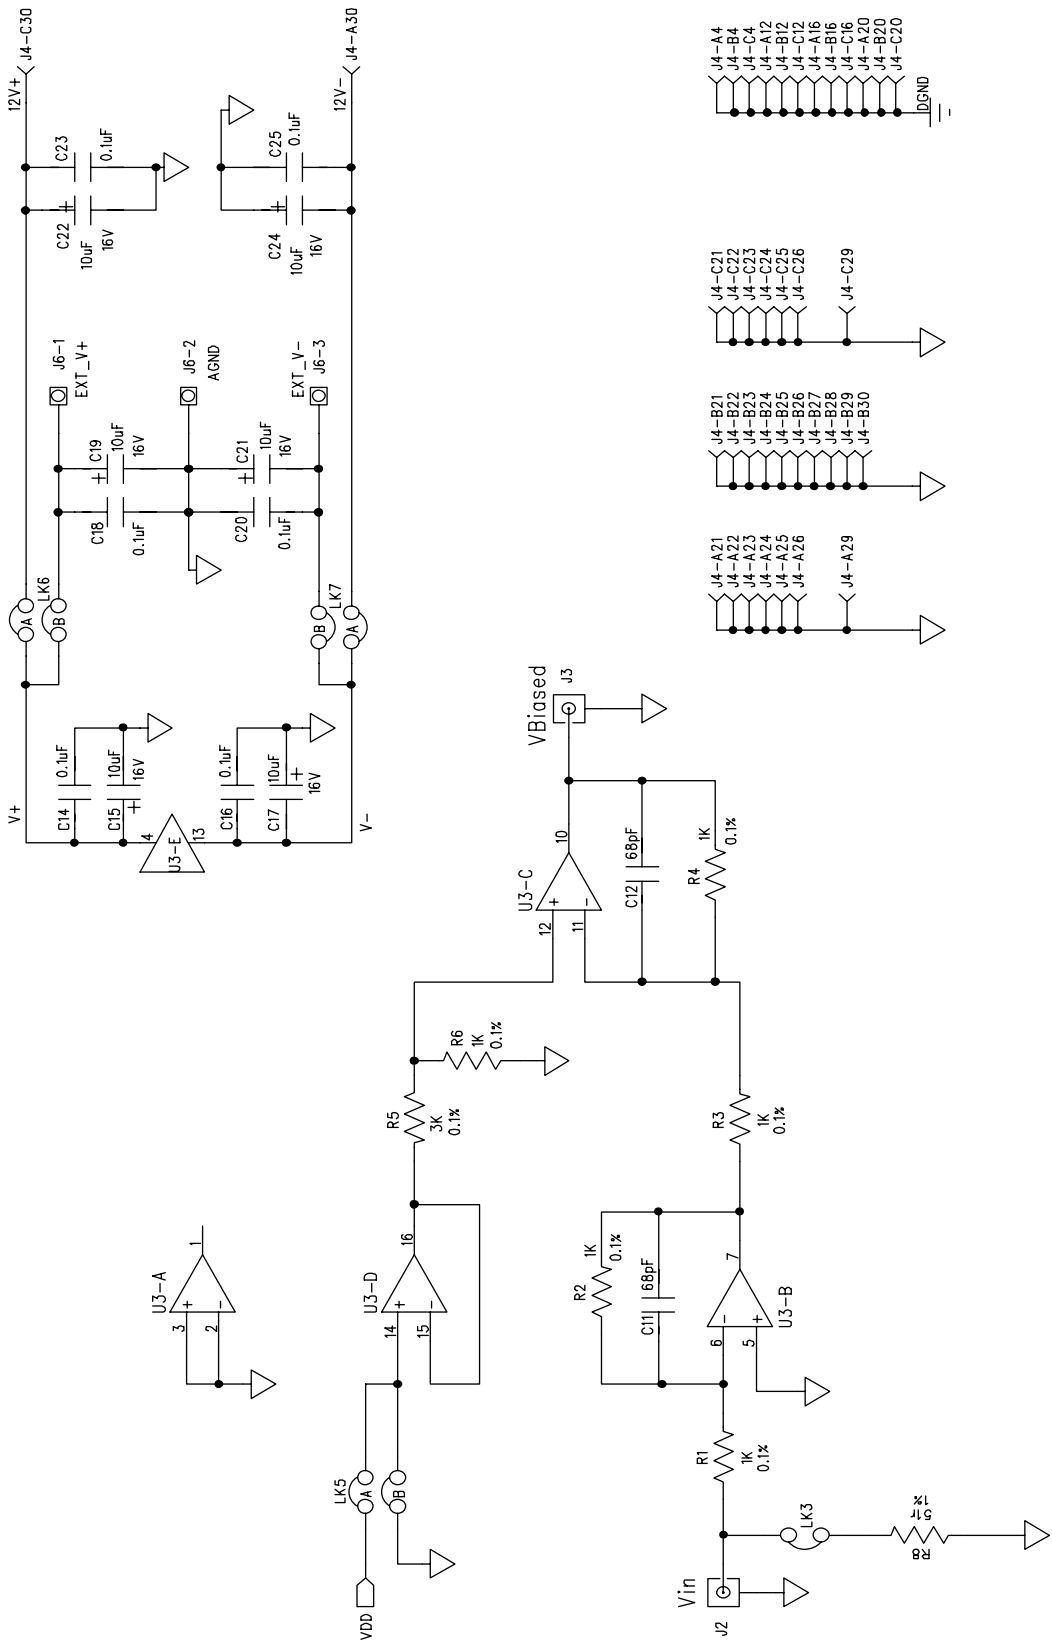 J4-C30
12V+
C23
0.1uF
C22
10uF
16V
J4-A30
12V-
C25
0.1uF
C24
10uF
16V
J6-1
EXT_V+
J6-2
AGND
EXT_V-
J6-3
C19
10uF
16V
C18
0.1uF
C21
10uF
16V
C20
0.1uF
LK6
A
B
LK7
B
A
V+
C14
0.1uF
C15
10uF
16V
U3-E
4
13
C16
0.1uF
C17
10uF
16V
V-
J4-A4
J4-B4
J4-C4
J4-A12
J4-B12
J4-C12
J4-A16
J4-B16
J4-C16
J4-A20
J4-B20
J4-C20
DGND
J4-C21
J4-C22
J4-C23
J4-C24
J4-C25
J4-C26
J4-C29
J4-B21
J4-B22
J4-B23
J4-B24
J4-B25
J4-B26
J4-B27
J4-B28
J4-B29
J4-B30
J4-A21
J4-A22
J4-A23
J4-A24
J4-A25
J4-A26
J4-A29
VBiased
J3
U3-C
12
11
10
+
-
C12
68pF
R4
1K
0.1%
R6
1K
0.1%
R5
3K
0.1%
R3
1K
0.1%
U3-A
3
2
1
+
-
U3-D
14
15
16
+
-
LK5
A
B
VDD
R2
1K
0.1%
C11
68pF
U3-B
6
5
7
-
+
R1
1K
0.1%
LK3
R8
51r
1%
Vin
J2